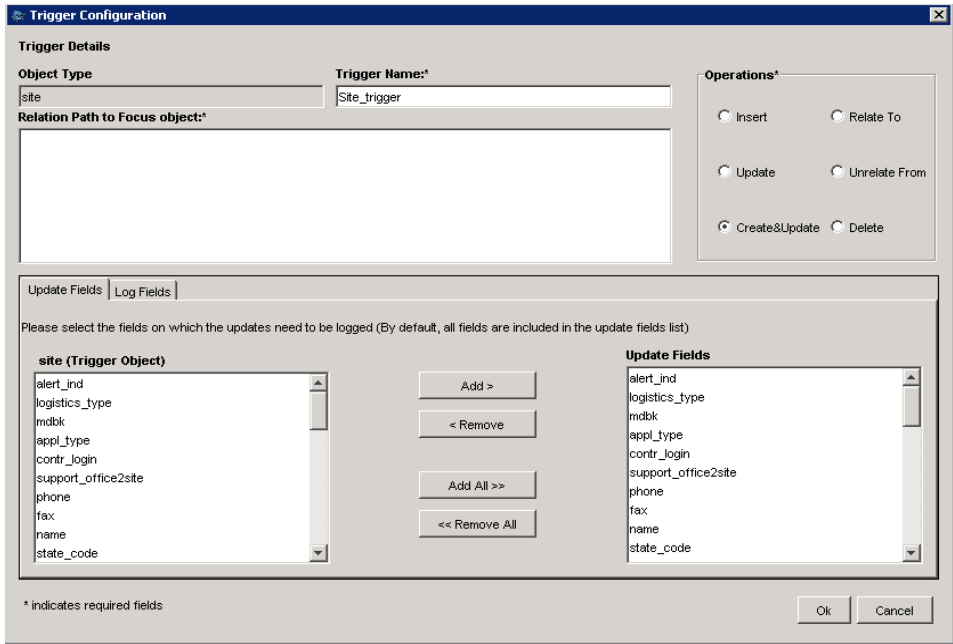 Trigger Configuration
Trigger Details
Object Type
Trigger Name:*
site
Site_trigger
Relation Path to Focus object:*
Operations*
Insert
Relate To
Update
Unrelate From
Create&Update
Delete
Update Fields
Log Fields
Please select the fields on which the updates need to be logged (By default, all fields are included in the update fields list)
site (Trigger Object)
alert_ind
logistics_type
mdbk
appl_type
contr_login
support_office2site
phone
fax
name
state_code
Add >
< Remove
Add All >>
<< Remove All
Update Fields
alert_ind
logistics_type
mdbk
appl_type
contr_login
support_office2site
phone
fax
name
state_code
* indicates required fields
Ok
Cancel